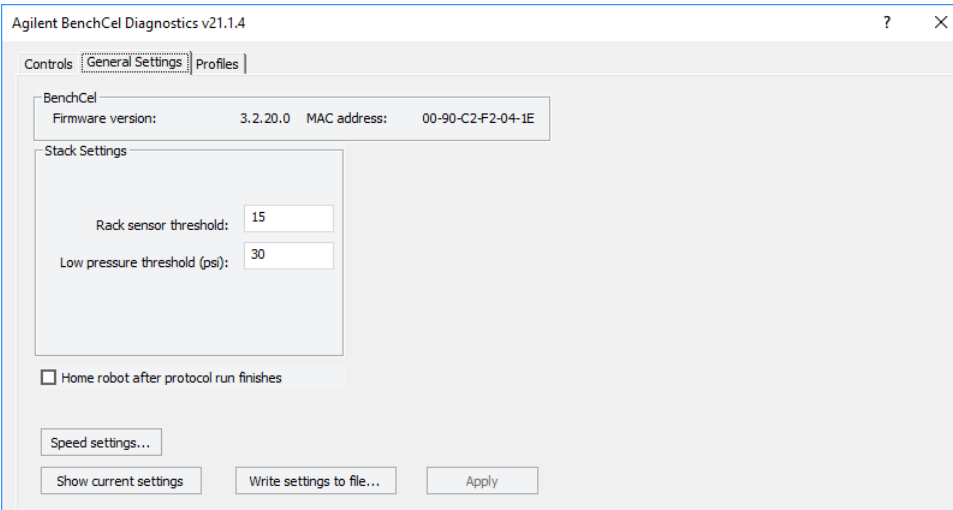 Agilent BenchCel Diagnostics v21.1.4 ?
Controls General Settings Profiles
BenchCel
Firmware version: 3.2.20.0 MAC address: 00-90-C2-F2-04-1E
Stack Settings
Rack sensor threshold: 15
Low pressure threshold (psi): 30
Home robot after protocol run finishes
Speed settings...
Show current settings Write settings to file... Apply